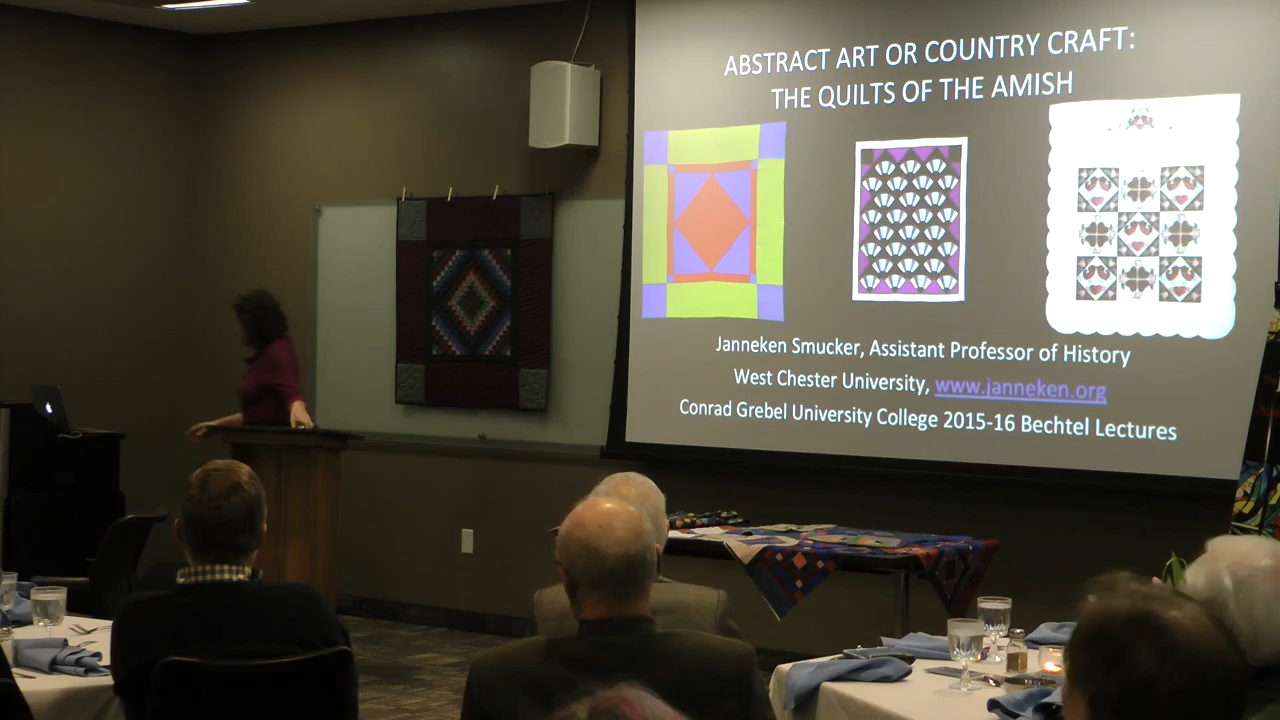 ABSTRACT ART OR COUNTRY CRAFT:
THE QUILTS OF THE AMISH
Janneken Smucker, Assistant Professor of History
West Chester University, www.janneken.org
Conrad Grebel University College 2015-16 Bechtel Lectures